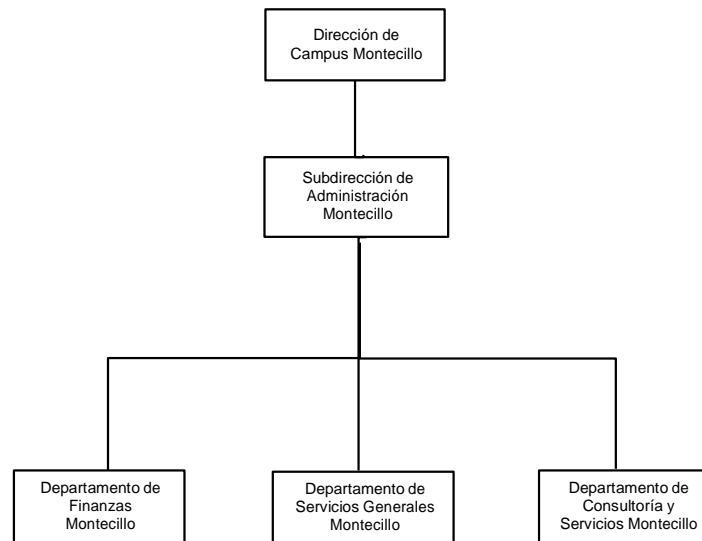 Dirección de
Campus Montecillo
Subdirección de
Administración
Montecillo
Departamento de
Finanzas
Montecillo
Departamento de
Servicios Generales
Montecillo
Departamento de
Consultoría y
Servicios Montecillo